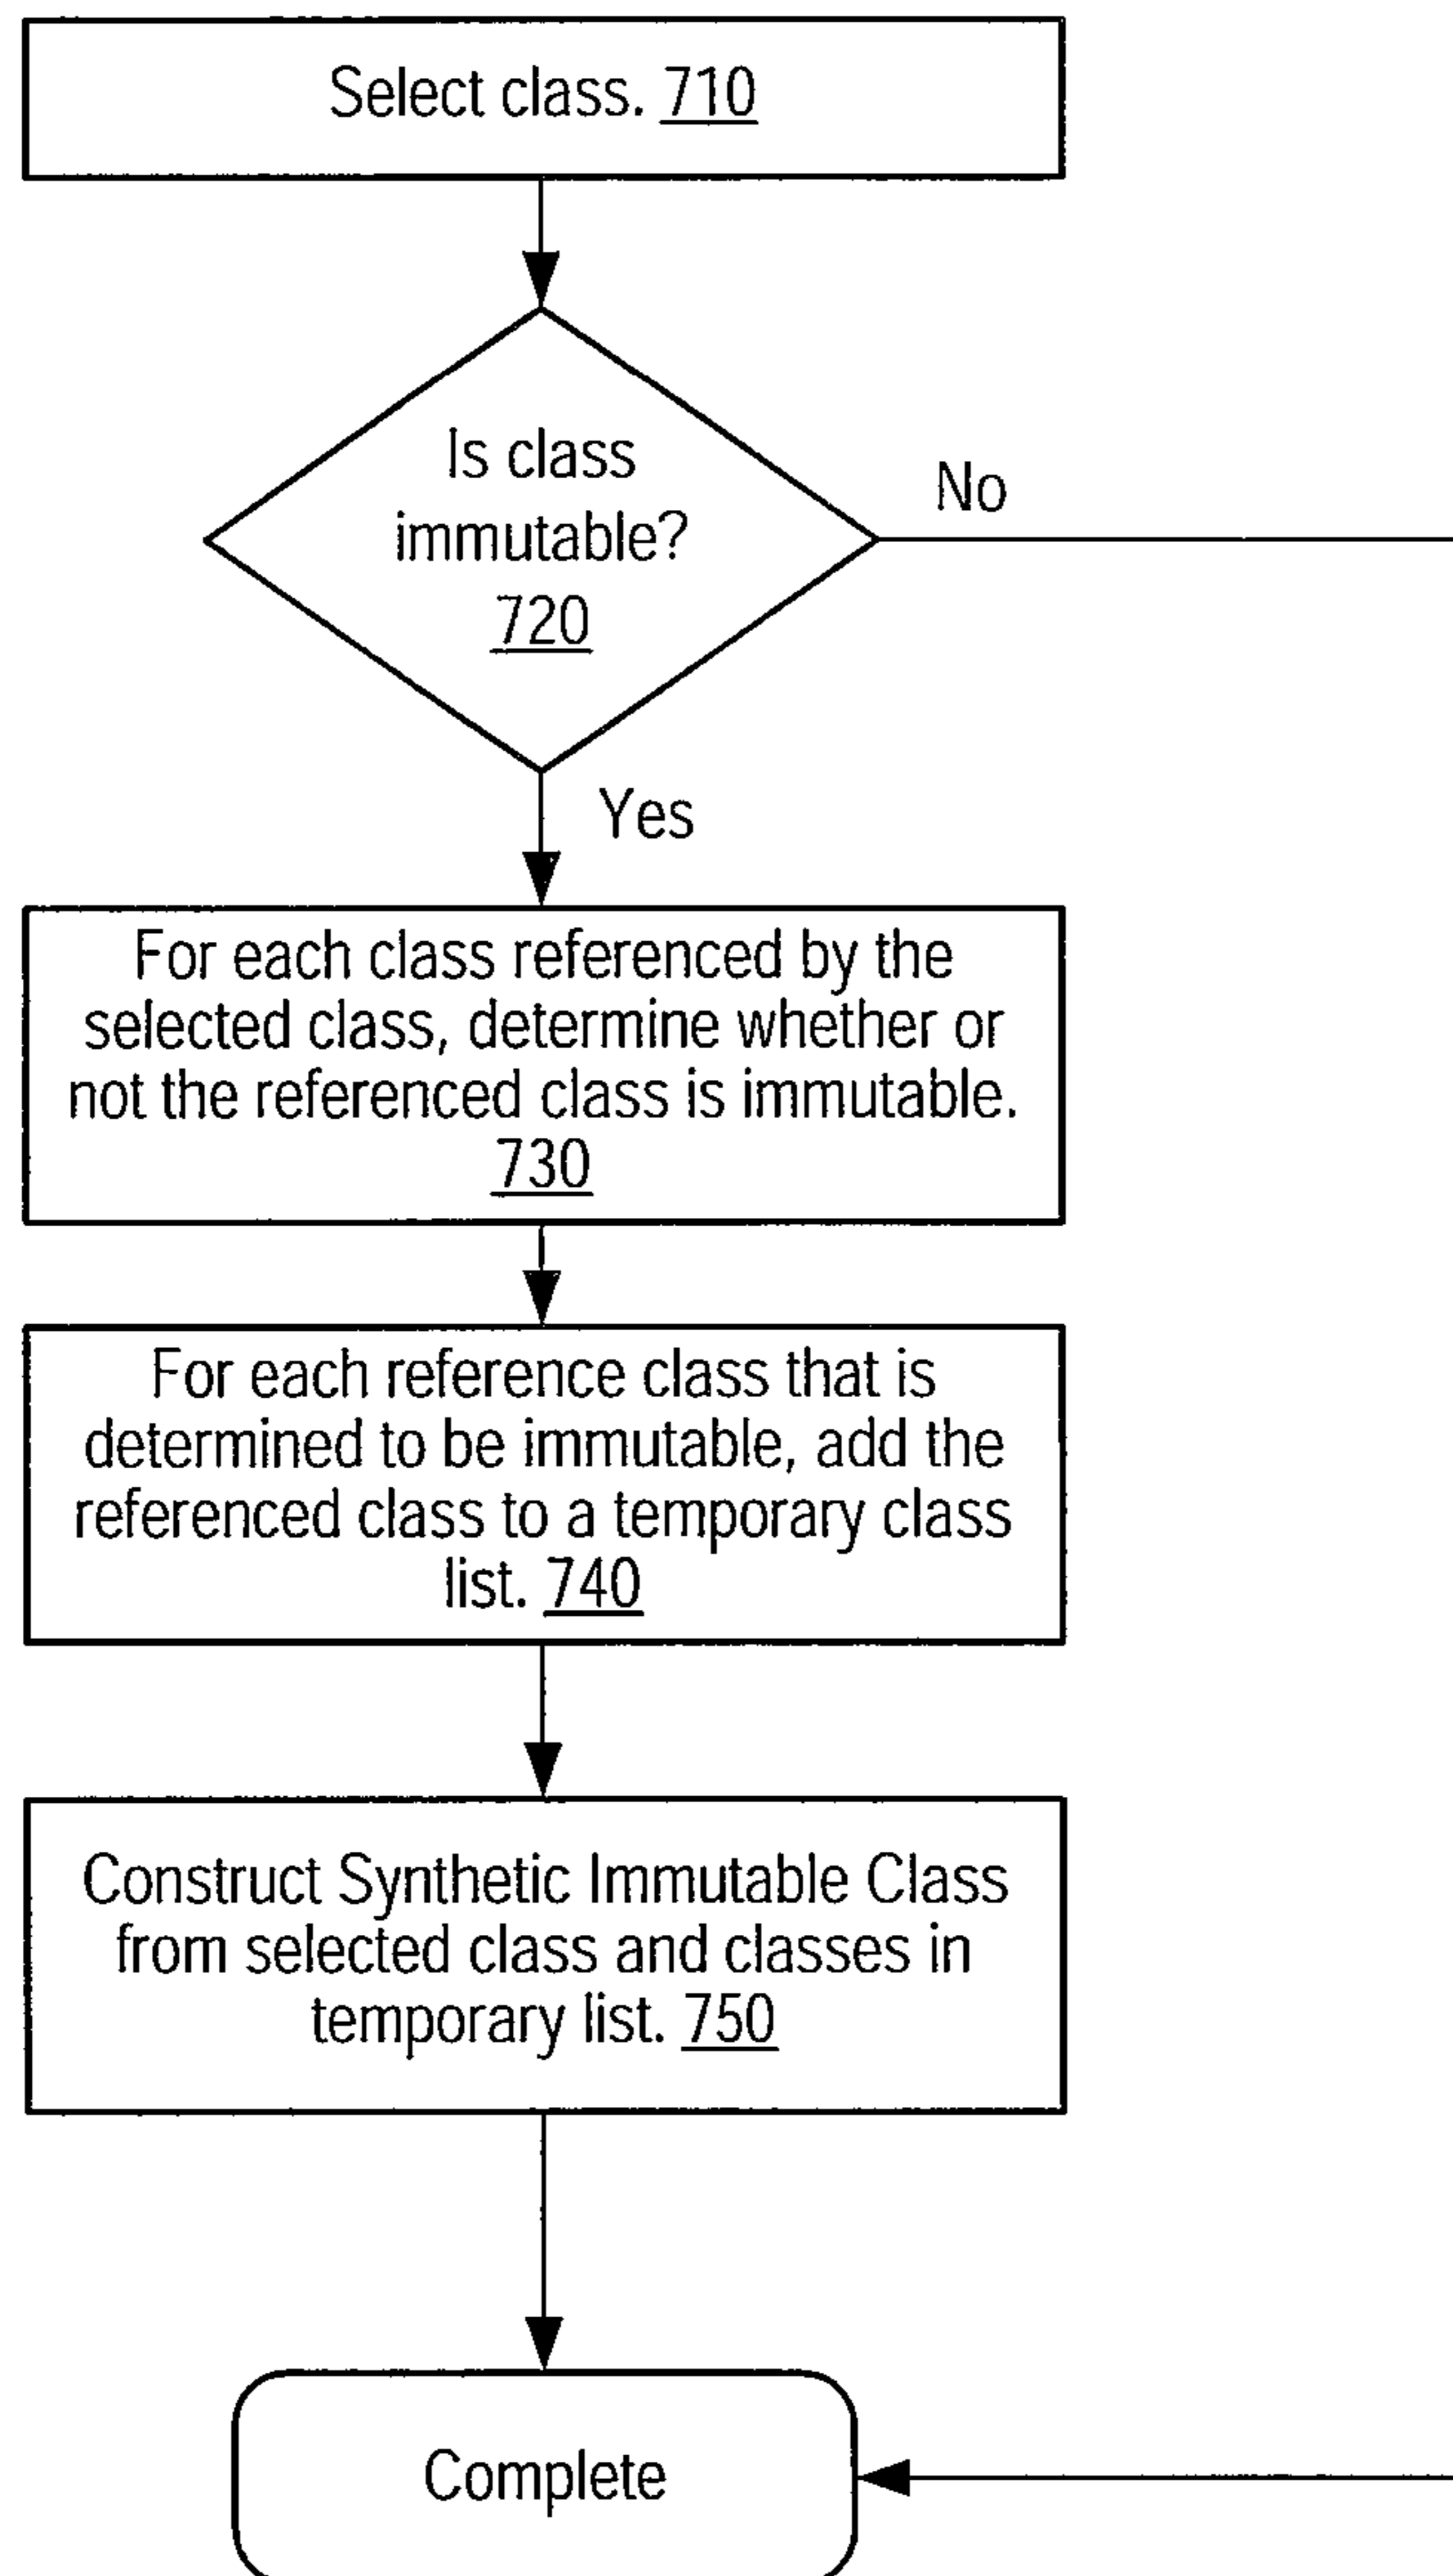 Select class. 710
Is class
immutable?
720
No
Yes
For each class referenced by the
selected class, determine whether or
not the referenced class is immutable.
730
For each reference class that is
determined to be immutable, add the
referenced class to a temporary class
list. 740
Construct Synthetic Immutable Class
from selected class and classes in
temporary list. 750
Complete